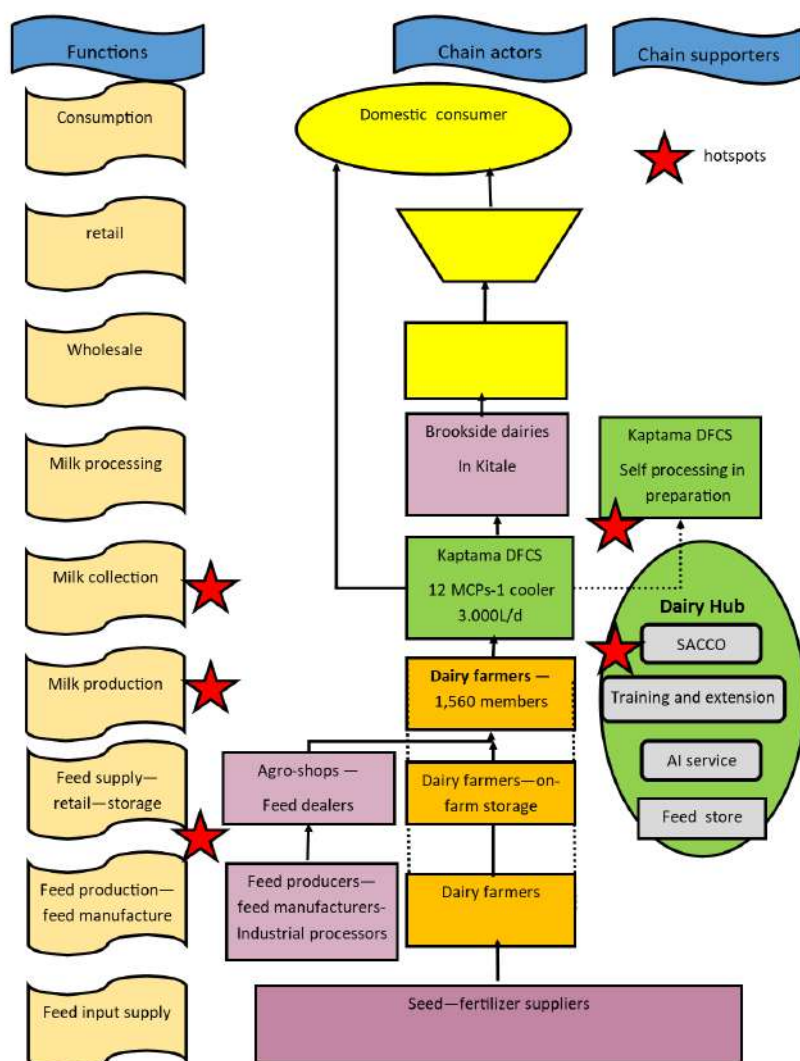 Functions
Chain actors
Chain supporters
Consumption
Domestic consumer
hotspots
retail
Wholesale
Milk processing
Brookside dairies
In Kitale
Kaptama DFCS
Self processing in
preparation
Milk collection
Kaptama DFCS
12 MCPs-1 cooler
3.000L/d
Dairy Hub
SACCO
Training and extension
AI service
Feed store
Milk production
Dairy farmers —
1,560 members
Feed supply—
retail—storage
Agro-shops —
Feed dealers
Dairy farmers—on-
farm storage
Feed production—
feed manufacture
Feed producers—
feed manufacturers-
Industrial processors
Dairy farmers
Feed input supply
Seed—fertilizer suppliers